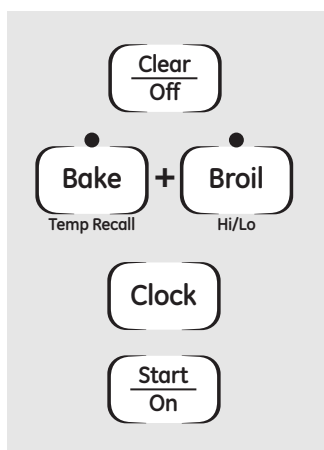 Clear
Off
Bake + Broil
Temp Recall Hi/Lo
Clock
Start
On